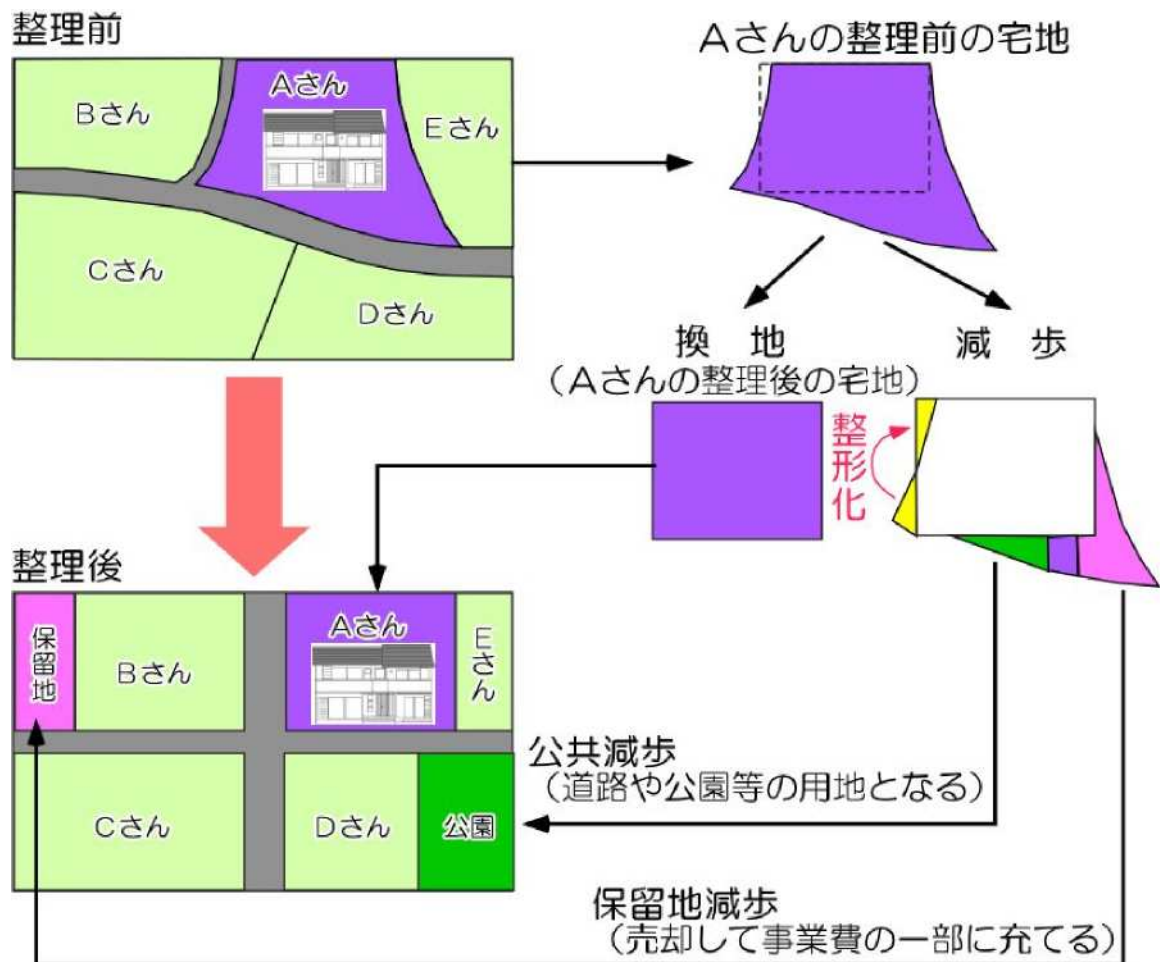 整理前
Aさん
Bさん
Eさん
Cさん
Dさん
Aさんの整理前の宅地
換 地
(Aさんの整理後の宅地)
減 歩
整形化
整理後
保留地
Bさん
Aさん
Eさん
Cさん
Dさん
公園
公共減歩
(道路や公園等の用地となる)
保留地減歩
(売却して事業費の一部に充てる)